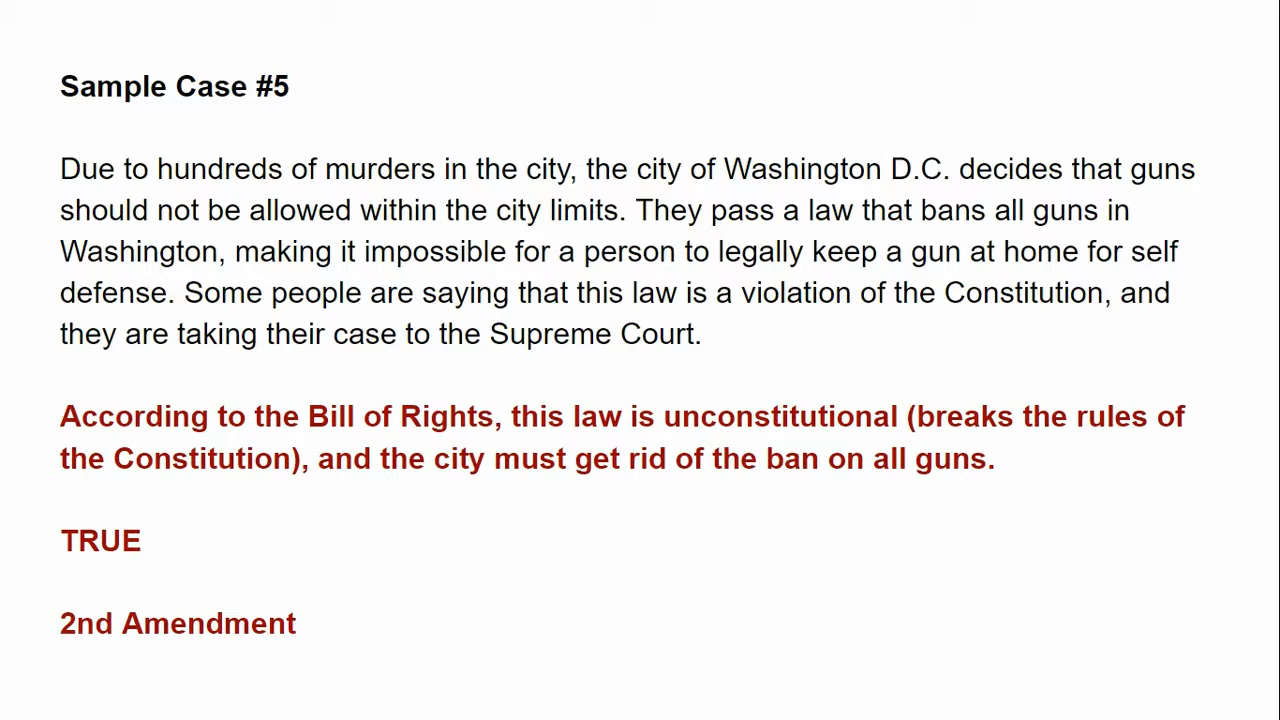 Sample Case #5
Due to hundreds of murders in the city, the city of Washington D.C. decides that guns
should not be allowed within the city limits. They pass a law that bans all guns in
Washington, making it impossible for a person to legally keep a gun at home for self
defense. Some people are saying that this law is a violation of the Constitution, and
they are taking their case to the Supreme Court.
According to the Bill of Rights, this law is unconstitutional (breaks the rules of
the Constitution), and the city must get rid of the ban on all guns.
TRUE
2nd Amendment